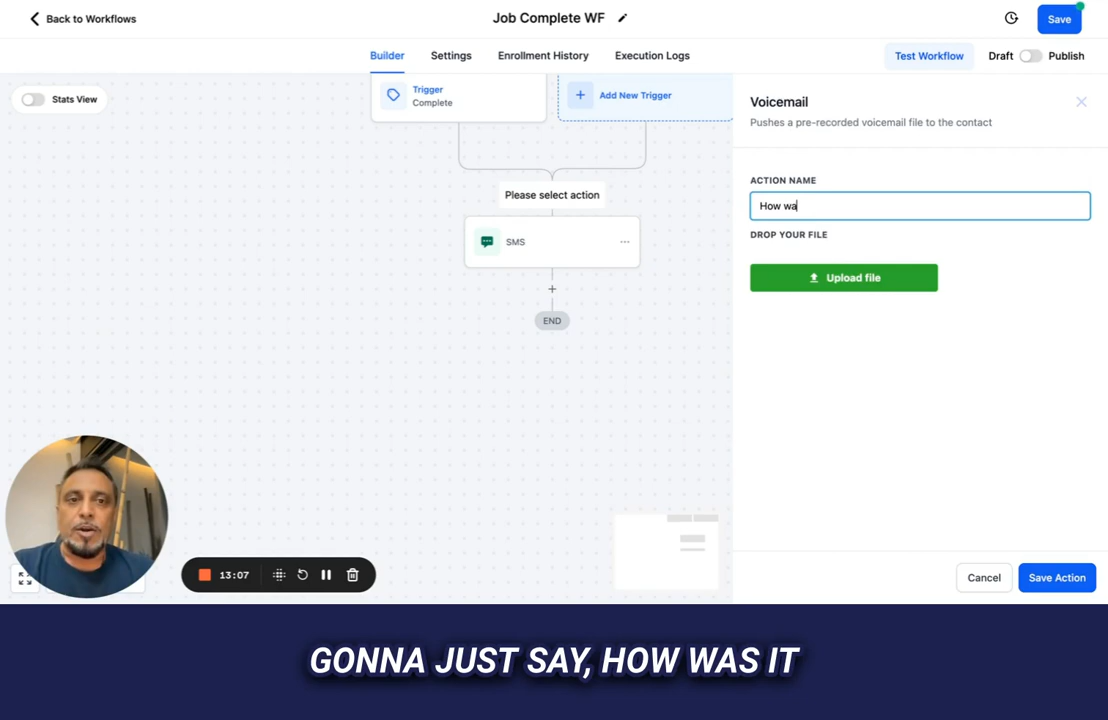 Back to Workflows
Job Complete WF
Save
Builder
Settings
Enrollment History
Execution Logs
Test Workflow
Draft
Publish
Stats View
Trigger
Complete
Add New Trigger
Please select action
SMS
END
Voicemail
Pushes a pre-recorded voicemail file to the contact
ACTION NAME
How wa
DROP YOUR FILE
Upload file
13:07
Cancel
Save Action
GONNA JUST SAY, HOW WAS IT